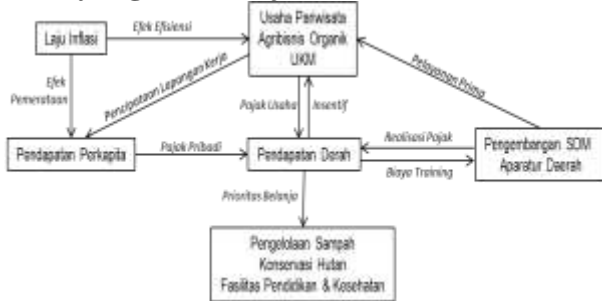 Usaha Pariwisata
Agribisnis Organik
UKM
Laju Inflasi
Efek Efisiensi
Efek
Pemerataan
Penciptaan Lapangan Kerja
Pajak Usaha
Insentif
Pelayanan Prima
Pendapatan Perkapita
Pajak Pribadi
Pendapatan Derah
Realisasi Pajak
Biaya Training
Pengembangan SDM
Aparatur Daerah
Prioritas Belanja
Pengelolaan Sampah
Konservasi Hutan
Fasilitas Pendidikan & Kesehatan